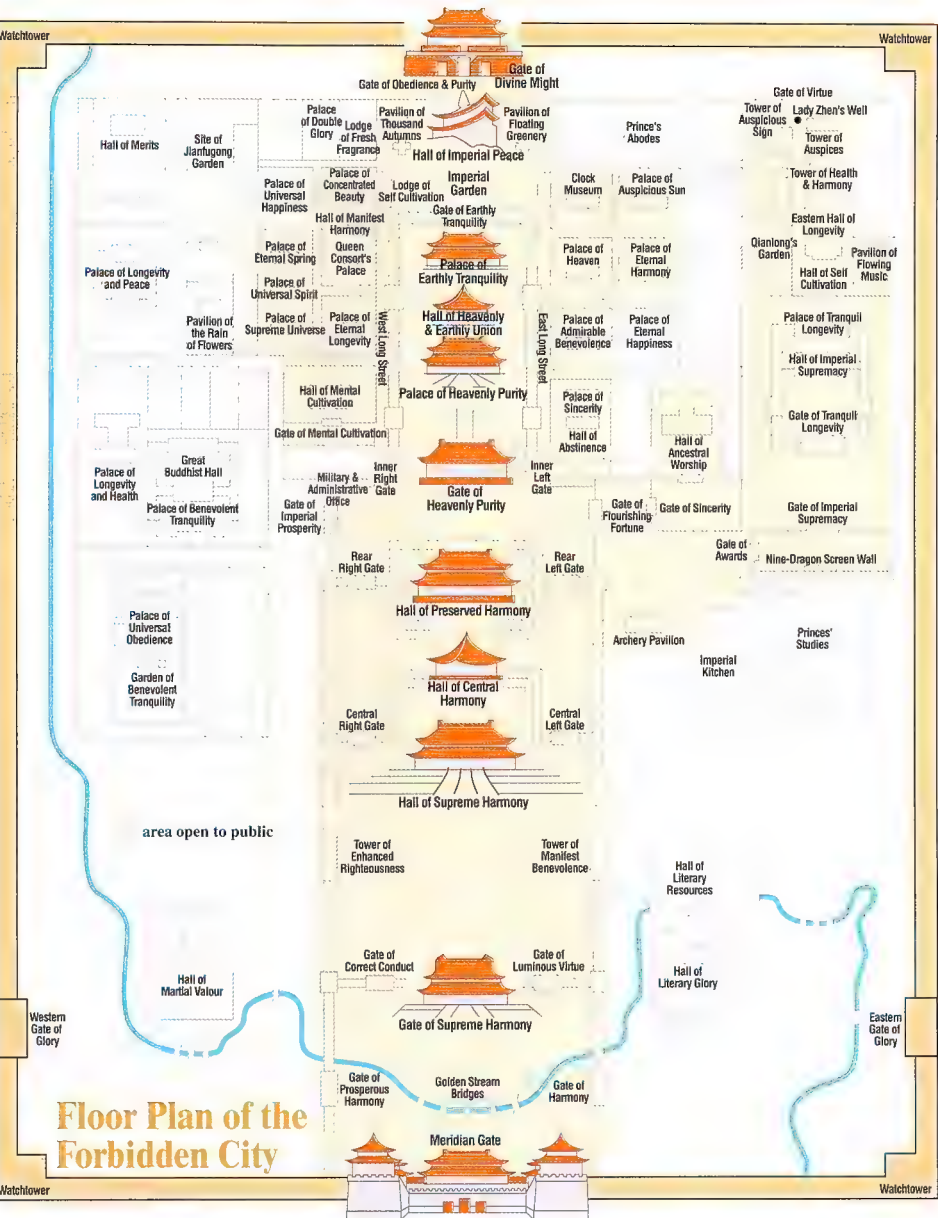 Watchtower
Watchtower
Gate of
Divine Might
Gate of Obedience & Purity
Gate of Virtue
Palace
of Double
Glory
Lodge
of Fresh
Fragrance
Pavilion of
Thousand
Autumns
Pavilion of
Floating
Greenery
Prince's
Abodes
Tower of
Auspicious
Sign
Lady Zhen's Well
Tower of
Auspices
Hall of Merits
Site of
Jianfugong
Garden
Hall of Imperial Peace
Palace of
Universal
Happiness
Palace of
Concentrated
Beauty
Lodge of
Self Cultivation
Imperial
Garden
Clock
Museum
Palace of
Auspicious Sun
Tower of Health
& Harmony
Hall of Manifest
Harmony
Gate of Earthly
Tranquility
Eastern Hall of
Longevity
Palace of
Eternal Spring
Queen
Consort's
Palace
Palace of
Earthly Tranquility
Palace of
Heaven
Palace of
Eternal
Harmony
Qianlong's
Garden
Hall of Self
Cultivation
Pavilion of
Flowing
Music
Palace of Longevity
and Peace
Palace of
Universal Spirit
Pavilion of
the Rain
of Flowers
Palace of
Supreme Universe
Palace of
Eternal
Longevity
West Long Street
Hall of Heavenly
& Earthly Union
East Long Street
Palace of
Admirable
Benevolence
Palace of
Eternal
Happiness
Palace of Tranquil
Longevity
Hall of Imperial
Supremacy
Hall of Mental
Cultivation
Palace of Heavenly Purity
Palace of
Sincerity
Gate of Tranquil
Longevity
Gate of Mental Cultivation
Hall of
Abstinence
Hall of
Ancestral
Worship
Palace of
Longevity
and Health
Great
Buddhist Hall
Palace of Benevolent
Tranquility
Military &
Administrative
Office
Inner
Right
Gate
Gate of
Heavenly Purity
Inner
Left
Gate
Gate of
Imperial
Prosperity
Gate of
Flourishing
Fortune
Gate of Sincerity
Gate of Imperial
Supremacy
Gate of
Awards
Nine-Dragon Screen Wall
Rear
Right Gate
Rear
Left Gate
Hall of Preserved Harmony
Palace of
Universal
Obedience
Archery Pavilion
Imperial
Kitchen
Princes'
Studies
Garden of
Benevolent
Tranquility
Hall of Central
Harmony
Central
Right Gate
Central
Left Gate
Hall of Supreme Harmony
area open to public
Tower of
Enhanced
Righteousness
Tower of
Manifest
Benevolence
Hall of
Literary
Resources
Hall of
Martial Valour
Gate of
Correct Conduct
Gate of
Luminous Virtue
Hall of
Literary Glory
Gate of Supreme Harmony
Western
Gate of
Glory
Eastern
Gate of
Glory
Gate of
Prosperous
Harmony
Golden Stream
Bridges
Gate of
Harmony
Floor Plan of the
Forbidden City
Meridian Gate
Watchtower
Watchtower